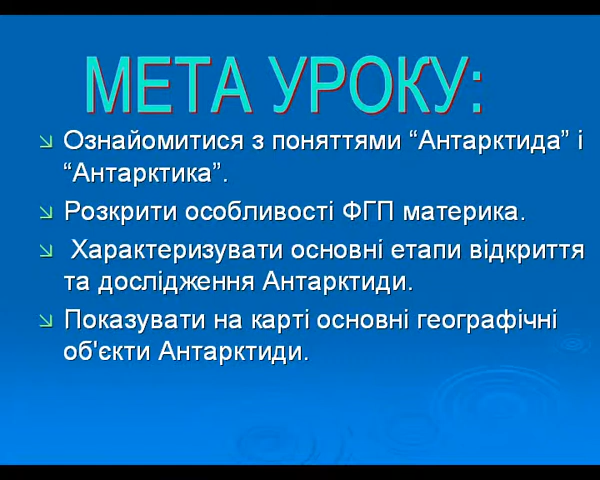 МЕТА УРОКУ:
Ознайомитися з поняттями “Антарктида” і
“Антарктика”.
Розкрити особливості ФГП материка.
Характеризувати основні етапи відкриття
та дослідження Антарктиди.
Показувати на карті основні географічні
об'єкти Антарктиди.